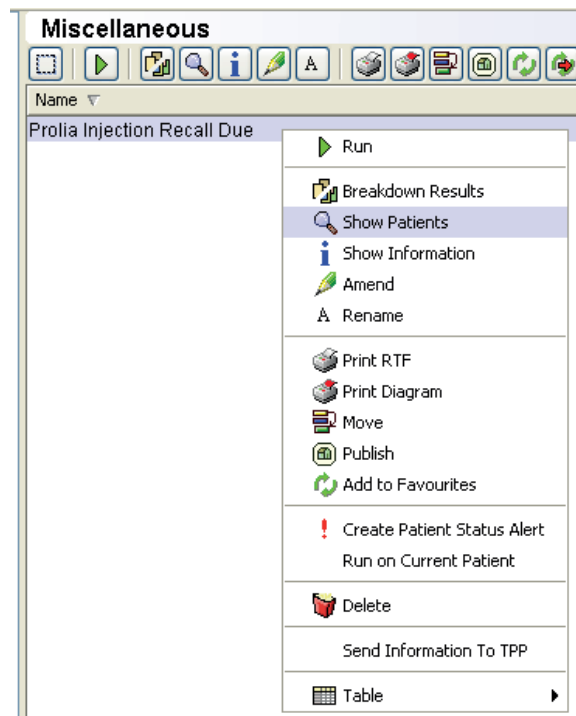 Miscellaneous
A
Name
Prolia Injection Recall Due
Run
Breakdown Results
Show Patients
Show Information
Amend
A Rename
Print RTF
Print Diagram
Move
Publish
Add to Favourites
Create Patient Status Alert
Run on Current Patient
Delete
Send Information To TPP
Table